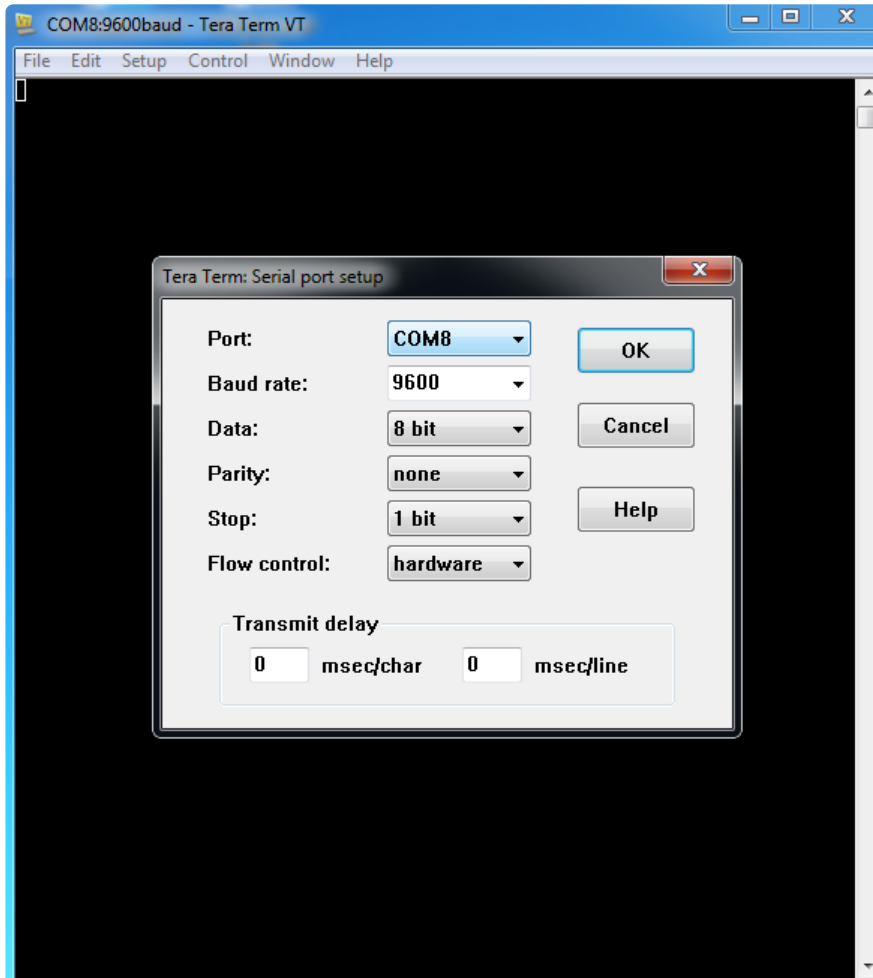 COM8:9600baud - Tera Term VT
File Edit Setup Control Window Help
Tera Term: Serial port setup
Port: COM8 OK
Baud rate: 9600
Data: 8 bit Cancel
Parity: none
Stop: 1 bit Help
Flow control: hardware
Transmit delay
0 msec/char 0 msec/line